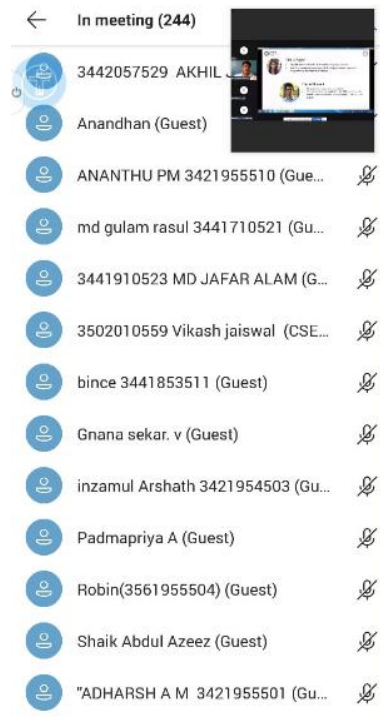 In meeting (244)
3442057529 AKHIL
Anandhan (Guest)
ANANTHU PM 3421955510 (Gue...
md gulam rasul 3441710521 (Gu...
3441910523 MD JAFAR ALAM (G...
3502010559 Vikash jaiswal (CSE...
bince 3441853511 (Guest)
Gnana sekar. v (Guest)
inzamul Arshath 3421954503 (Gu...
Padmapriya A (Guest)
Robin(3561955504) (Guest)
Shaik Abdul Azeez (Guest)
"ADHARSH A M 3421955501 (Gu...